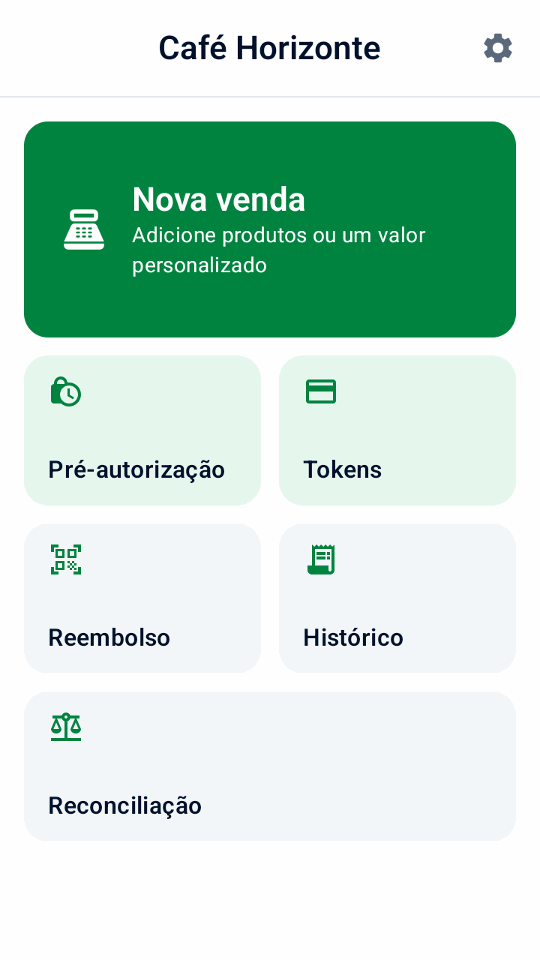 Café Horizonte
Nova venda
Adicione produtos ou um valor
personalizado
Pré-autorização
Tokens
Reembolso
Histórico
Reconciliação